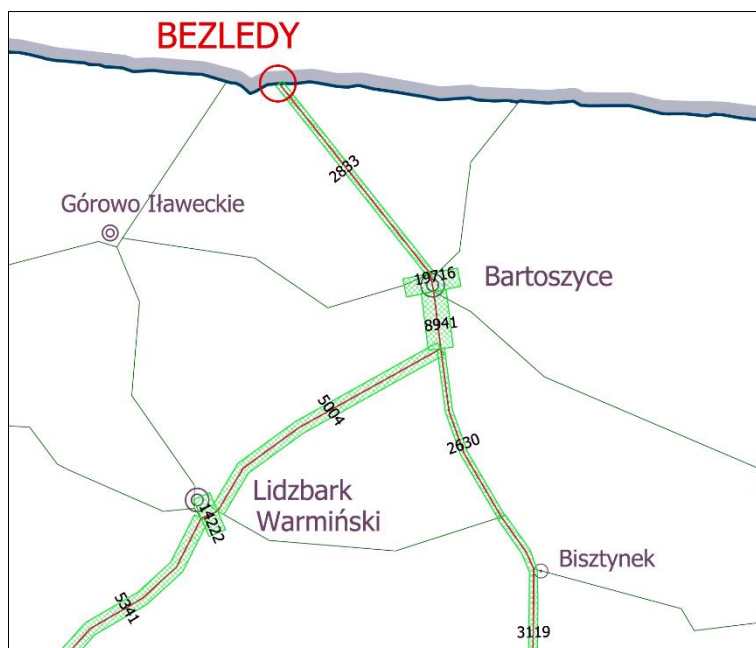 BEZLEDY
2833
Górowo Iławeckie
19716
Bartoszyce
8941
5004
2630
Lidzbark
Warmiński
14222
Bisztynek
5341
3119